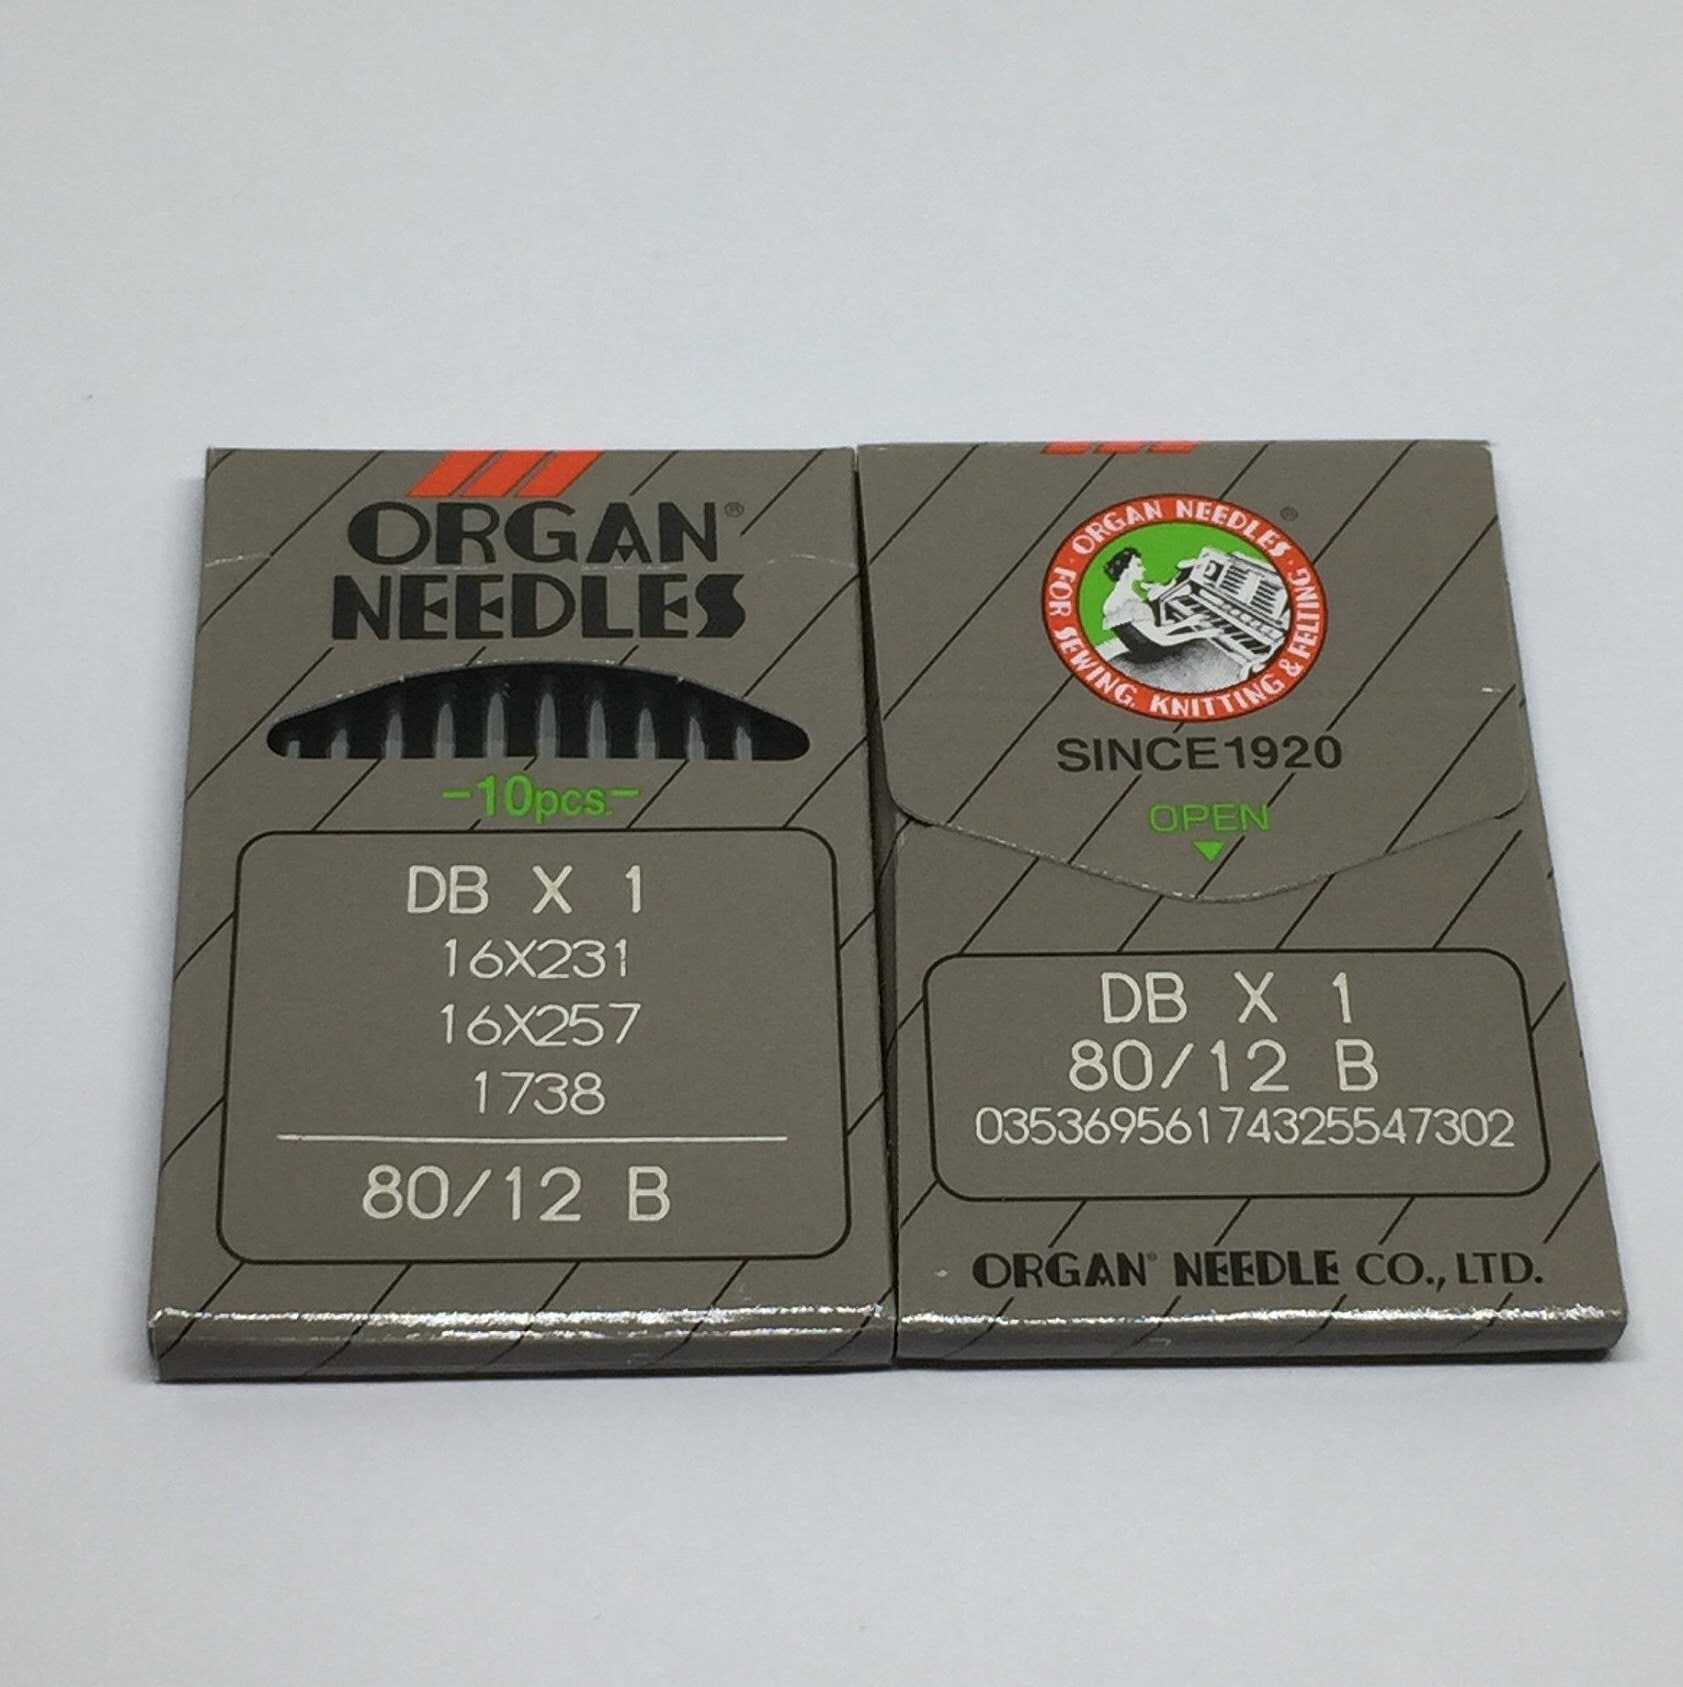 ORGAN®
NEEDLES
-10pcs.-
DB X 1
16X231
16X257
1738
80/12 B
ORGAN NEEDLES ®
· FOR SEWING, KNITTING & FELTING ·
SINCE1920
OPEN
DB X 1
80/12 B
03536956174325547302
ORGAN® NEEDLE CO., LTD.